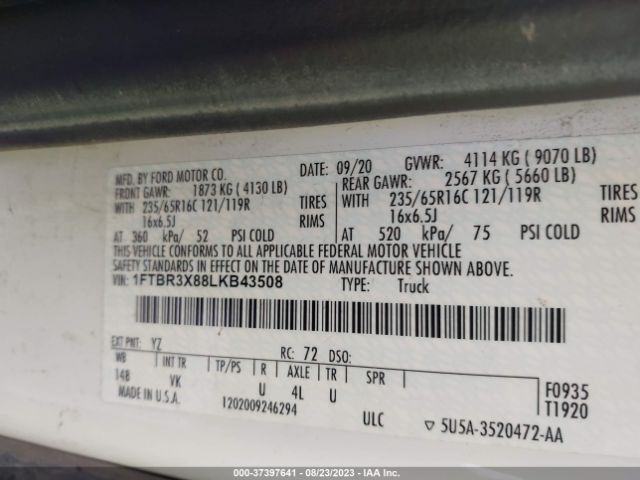 MFD. BY FORD MOTOR CO. DATE: 09/20 GVWR: 4114 KG ( 9070 LB)
FRONT GAWR: 1873 KG ( 4130 LB) REAR GAWR: 2567 KG ( 5660 LB)
WITH 235/65R16C 121/119R TIRES WITH 235/65R16C 121/119R TIRES
16x6.5J RIMS 16x6.5J RIMS
AT 360 kPa/ 52 PSI COLD AT 520 kPa/ 75 PSI COLD
THIS VEHICLE CONFORMS TO ALL APPLICABLE FEDERAL MOTOR VEHICLE
SAFETY STANDARDS IN EFFECT ON THE DATE OF MANUFACTURE SHOWN ABOVE.
VIN: 1FTBR3X88LKB43508 TYPE: Truck
EXT PNT: YZ RC: 72 DSO:
WB INT TR TP/PS R AXLE TR SPR
148 VK U 4L U
F0935
T1920
MADE IN U.S.A. 1202009246294 ULC 5U5A-3520472-AA
000-37397641 - 08/23/2023 - IAA Inc.